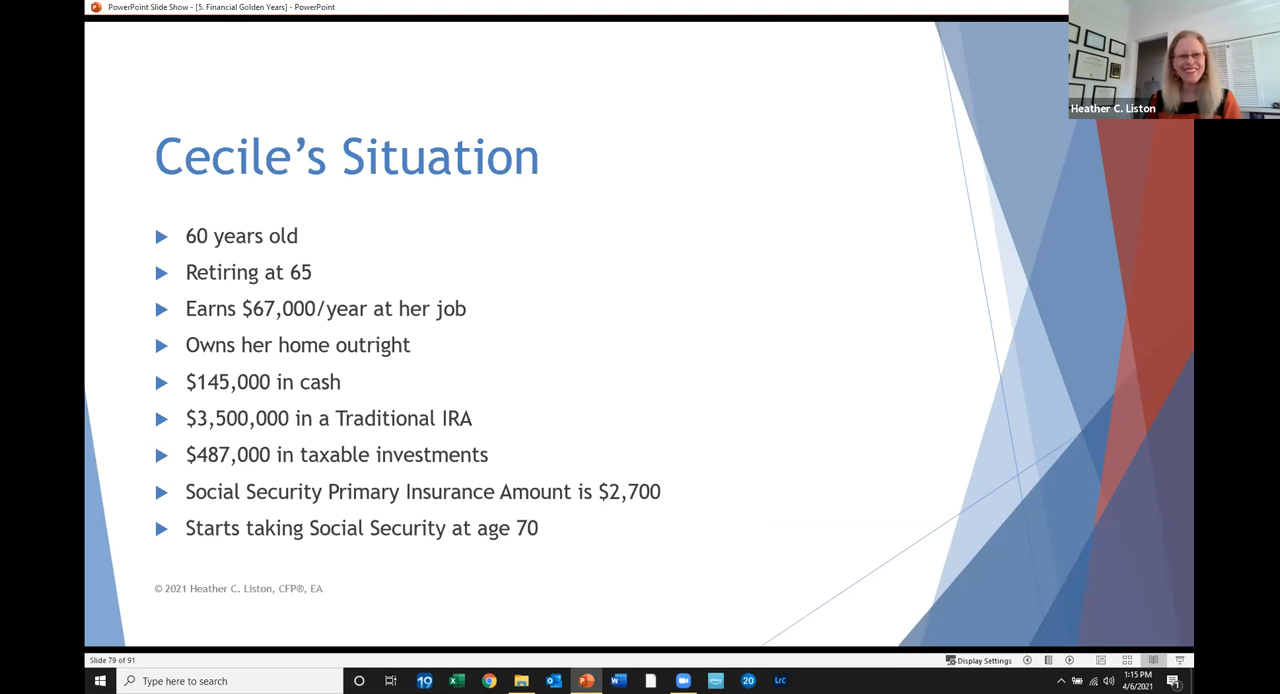 PowerPoint Slide Show - [5. Financial Golden Years] - PowerPoint
Heather C. Liston
Cecile’s Situation
60 years old
Retiring at 65
Earns $67,000/year at her job
Owns her home outright
$145,000 in cash
$3,500,000 in a Traditional IRA
$487,000 in taxable investments
Social Security Primary Insurance Amount is $2,700
Starts taking Social Security at age 70
© 2021 Heather C. Liston, CFP®, EA
Slide 79 of 91
Display Settings
Type here to search
19
20
Lrc
1:15 PM
4/6/2021
1